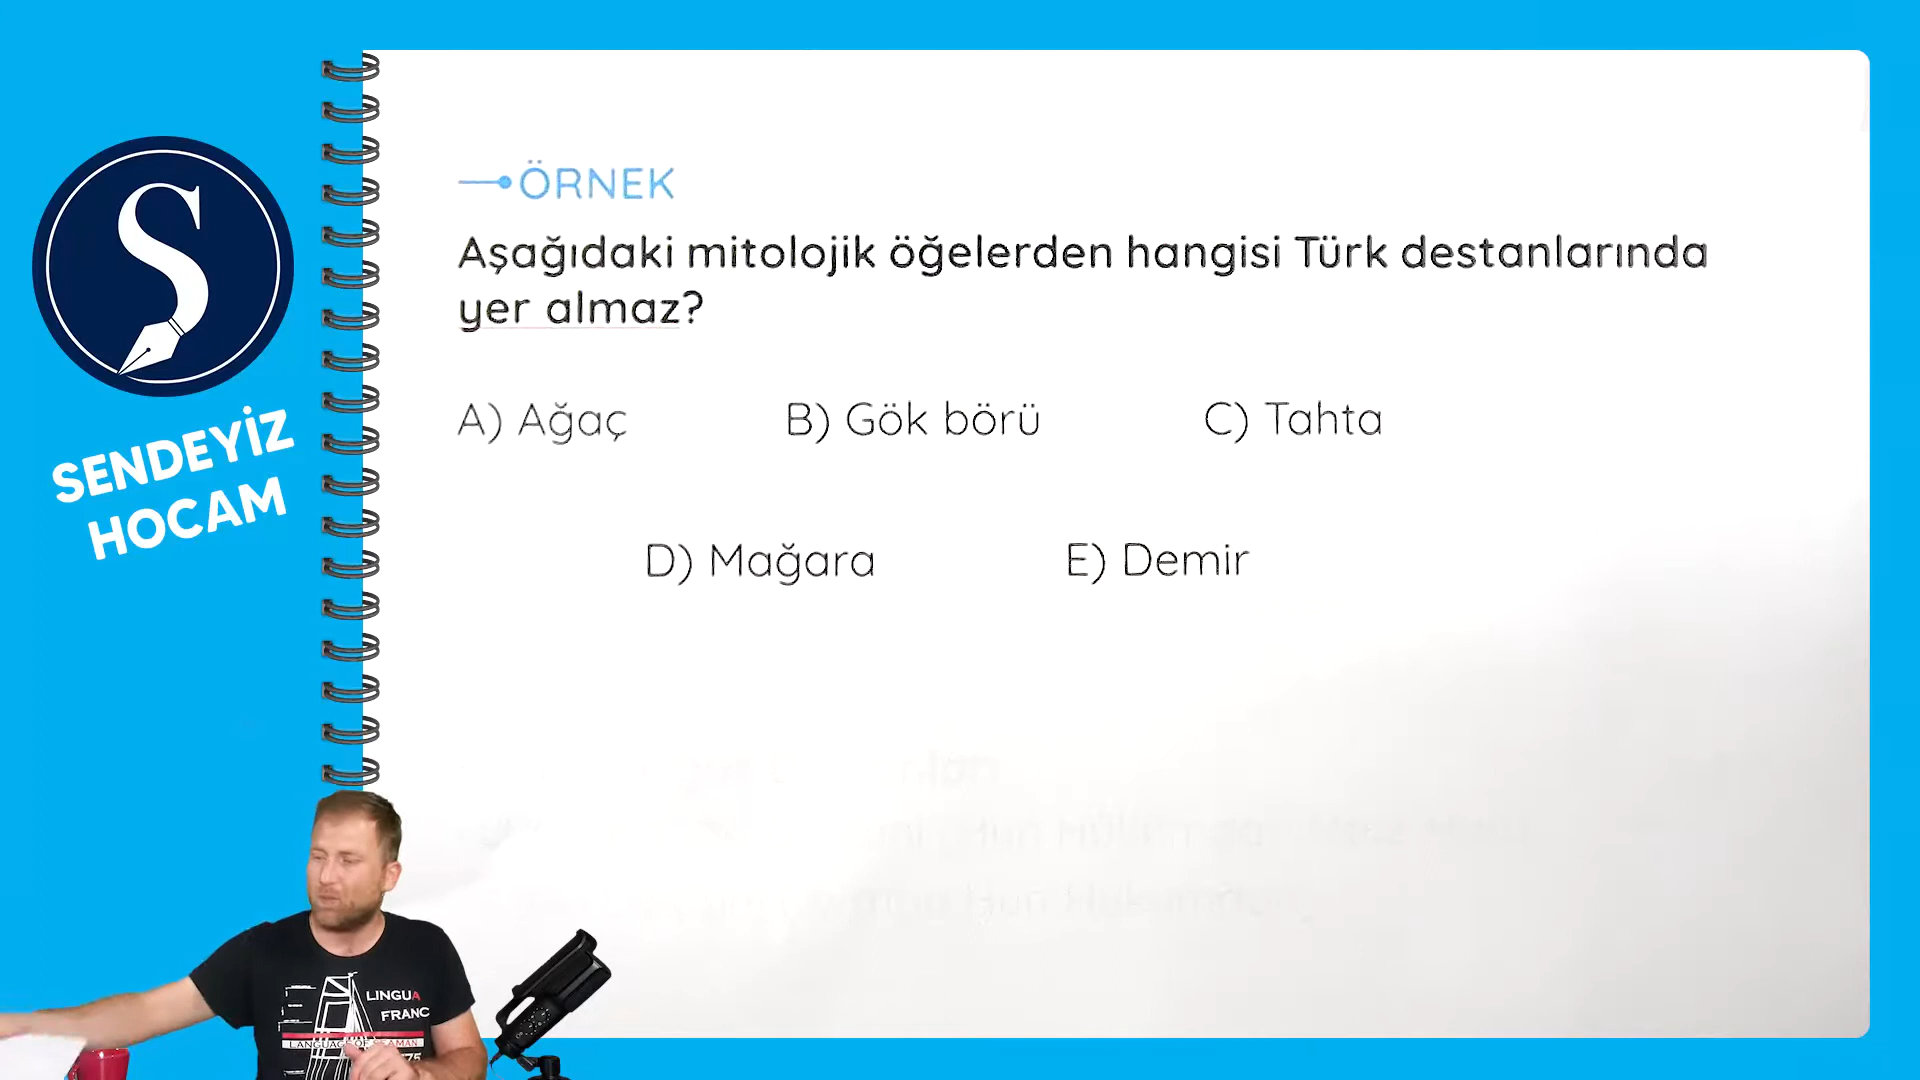 ÖRNEK
Aşağıdaki mitolojik öğelerden hangisi Türk destanlarında
yer almaz?
A) Ağaç B) Gök börü C) Tahta
D) Mağara E) Demir
SENDEYİZ
HOCAM
LINGUA
FRANC